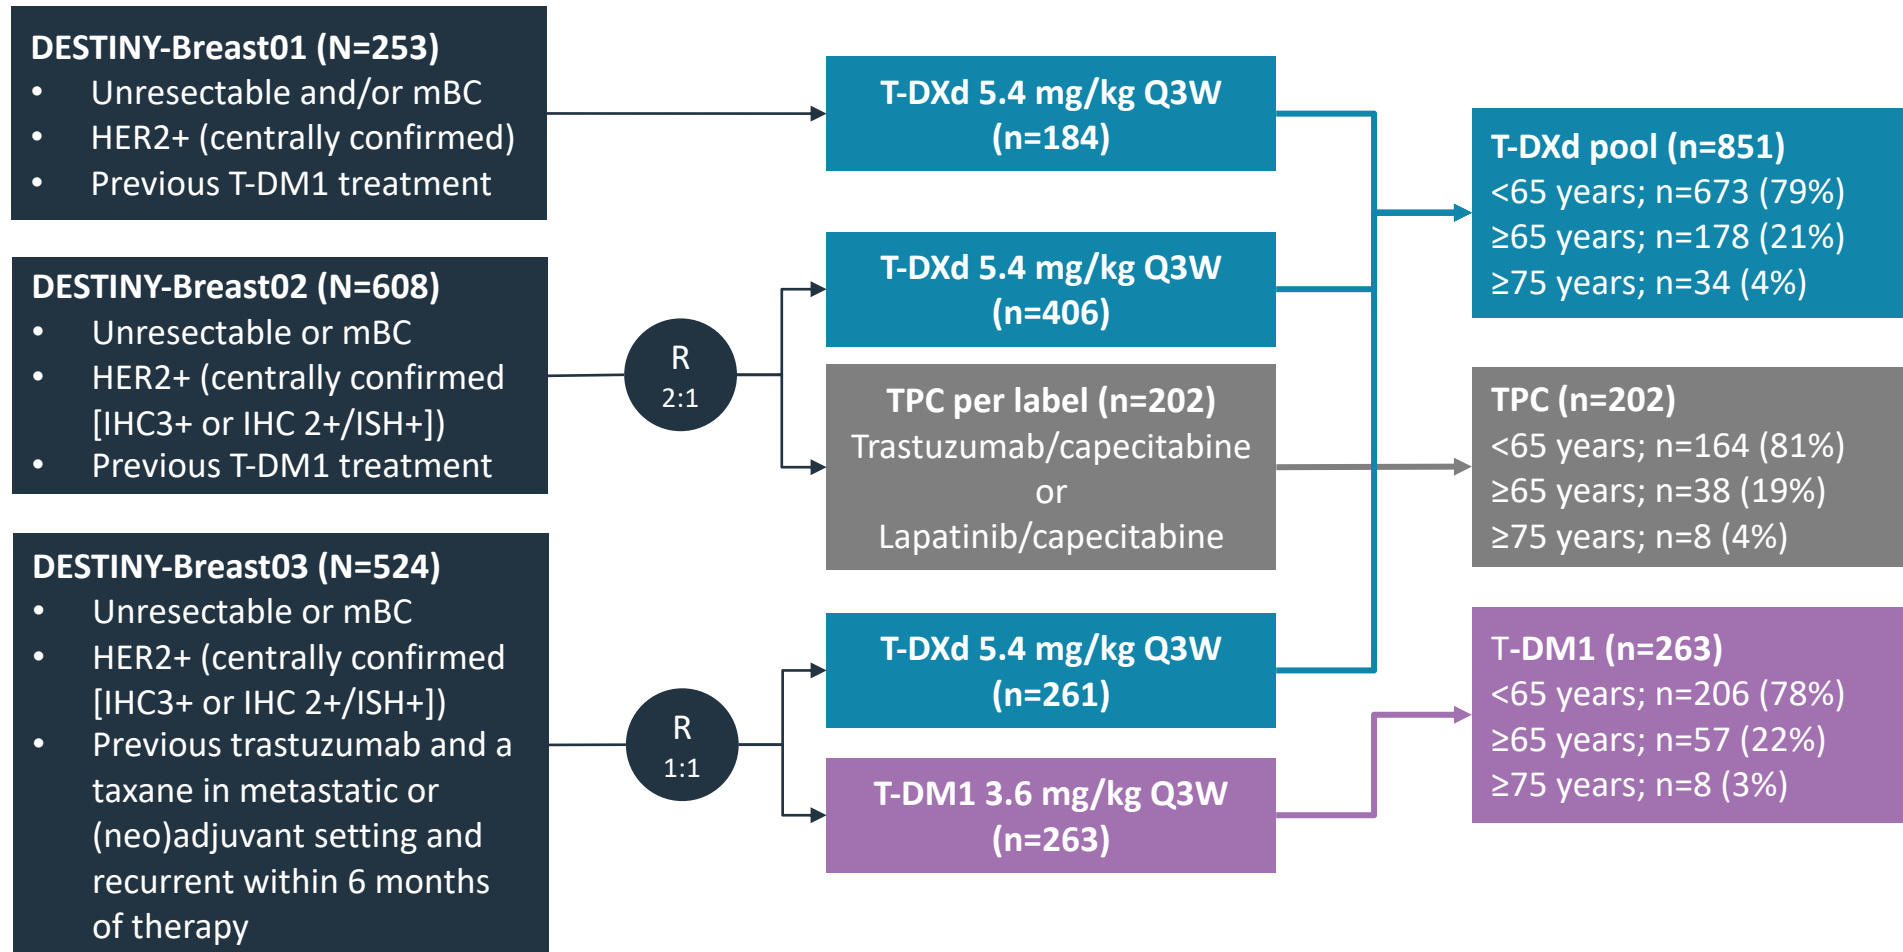 DESTINY-Breast01 (N=253)
• Unresectable and/or mBC
• HER2+ (centrally confirmed)
• Previous T-DM1 treatment
DESTINY-Breast02 (N=608)
• Unresectable or mBC
• HER2+ (centrally confirmed
[IHC3+ or IHC 2+/ISH+])
• Previous T-DM1 treatment
DESTINY-Breast03 (N=524)
• Unresectable or mBC
• HER2+ (centrally confirmed
[IHC3+ or IHC 2+/ISH+])
• Previous trastuzumab and a
taxane in metastatic or
(neo)adjuvant setting and
recurrent within 6 months
of therapy
R
2:1
R
1:1
T-DXd 5.4 mg/kg Q3W
(n=184)
T-DXd 5.4 mg/kg Q3W
(n=406)
TPC per label (n=202)
Trastuzumab/capecitabine
or
Lapatinib/capecitabine
T-DXd 5.4 mg/kg Q3W
(n=261)
T-DM1 3.6 mg/kg Q3W
(n=263)
T-DXd pool (n=851)
<65 years; n=673 (79%)
≥65 years; n=178 (21%)
≥75 years; n=34 (4%)
TPC (n=202)
<65 years; n=164 (81%)
≥65 years; n=38 (19%)
≥75 years; n=8 (4%)
T-DM1 (n=263)
<65 years; n=206 (78%)
≥65 years; n=57 (22%)
≥75 years; n=8 (3%)